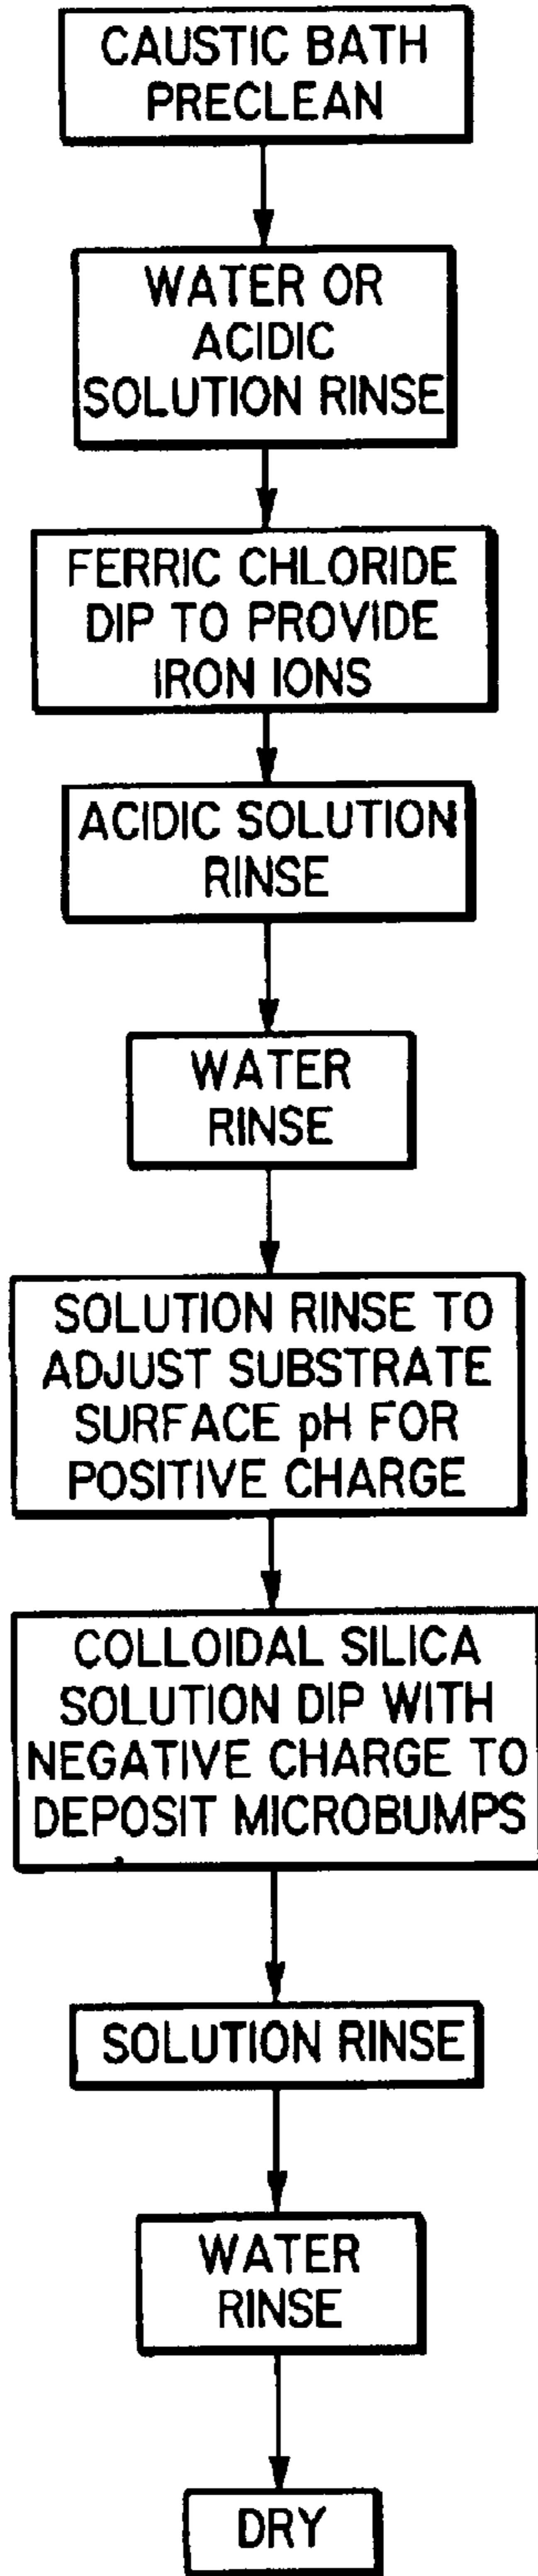 CAUSTIC BATH
PRECLEAN
WATER OR
ACIDIC
SOLUTION RINSE
FERRIC CHLORIDE
DIP TO PROVIDE
IRON IONS
ACIDIC SOLUTION
RINSE
WATER
RINSE
SOLUTION RINSE TO
ADJUST SUBSTRATE
SURFACE pH FOR
POSITIVE CHARGE
COLLOIDAL SILICA
SOLUTION DIP WITH
NEGATIVE CHARGE TO
DEPOSIT MICROBUMPS
SOLUTION RINSE
WATER
RINSE
DRY